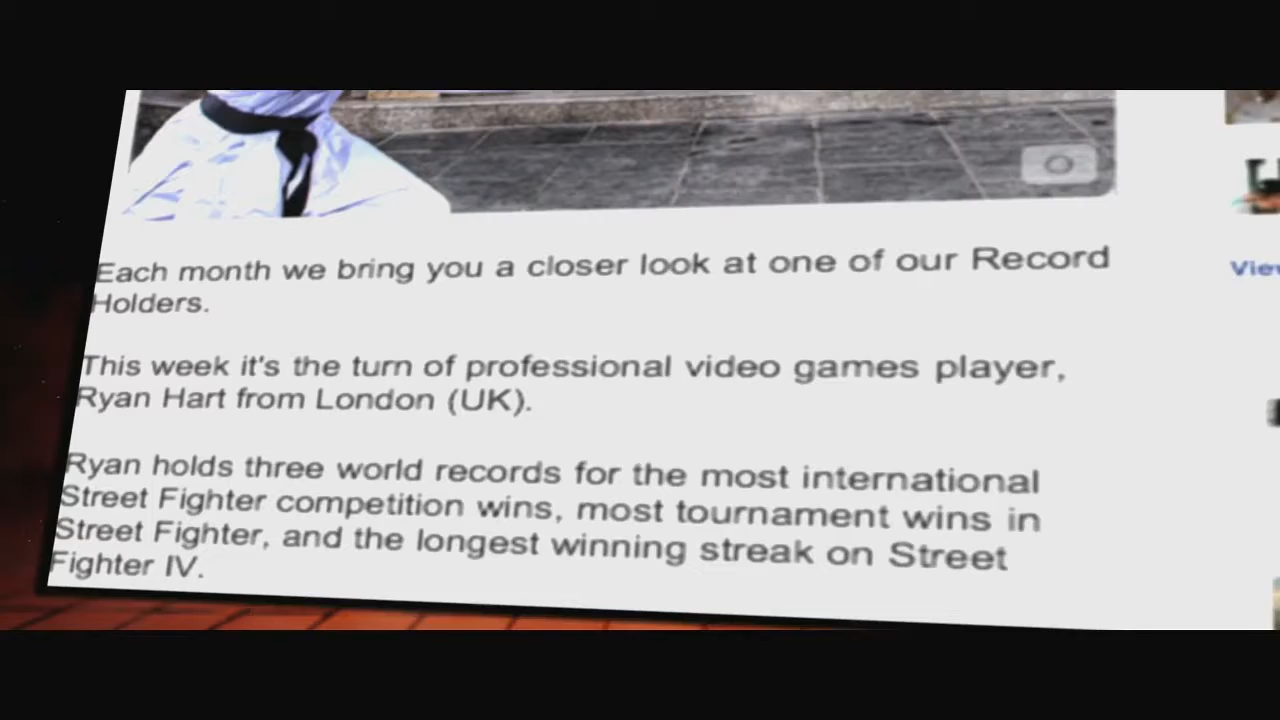 Each month we bring you a closer look at one of our Record
Holders.
This week it's the turn of professional video games player,
Ryan Hart from London (UK).
Ryan holds three world records for the most international
Street Fighter competition wins, most tournament wins in
Street Fighter, and the longest winning streak on Street
Fighter IV.
View